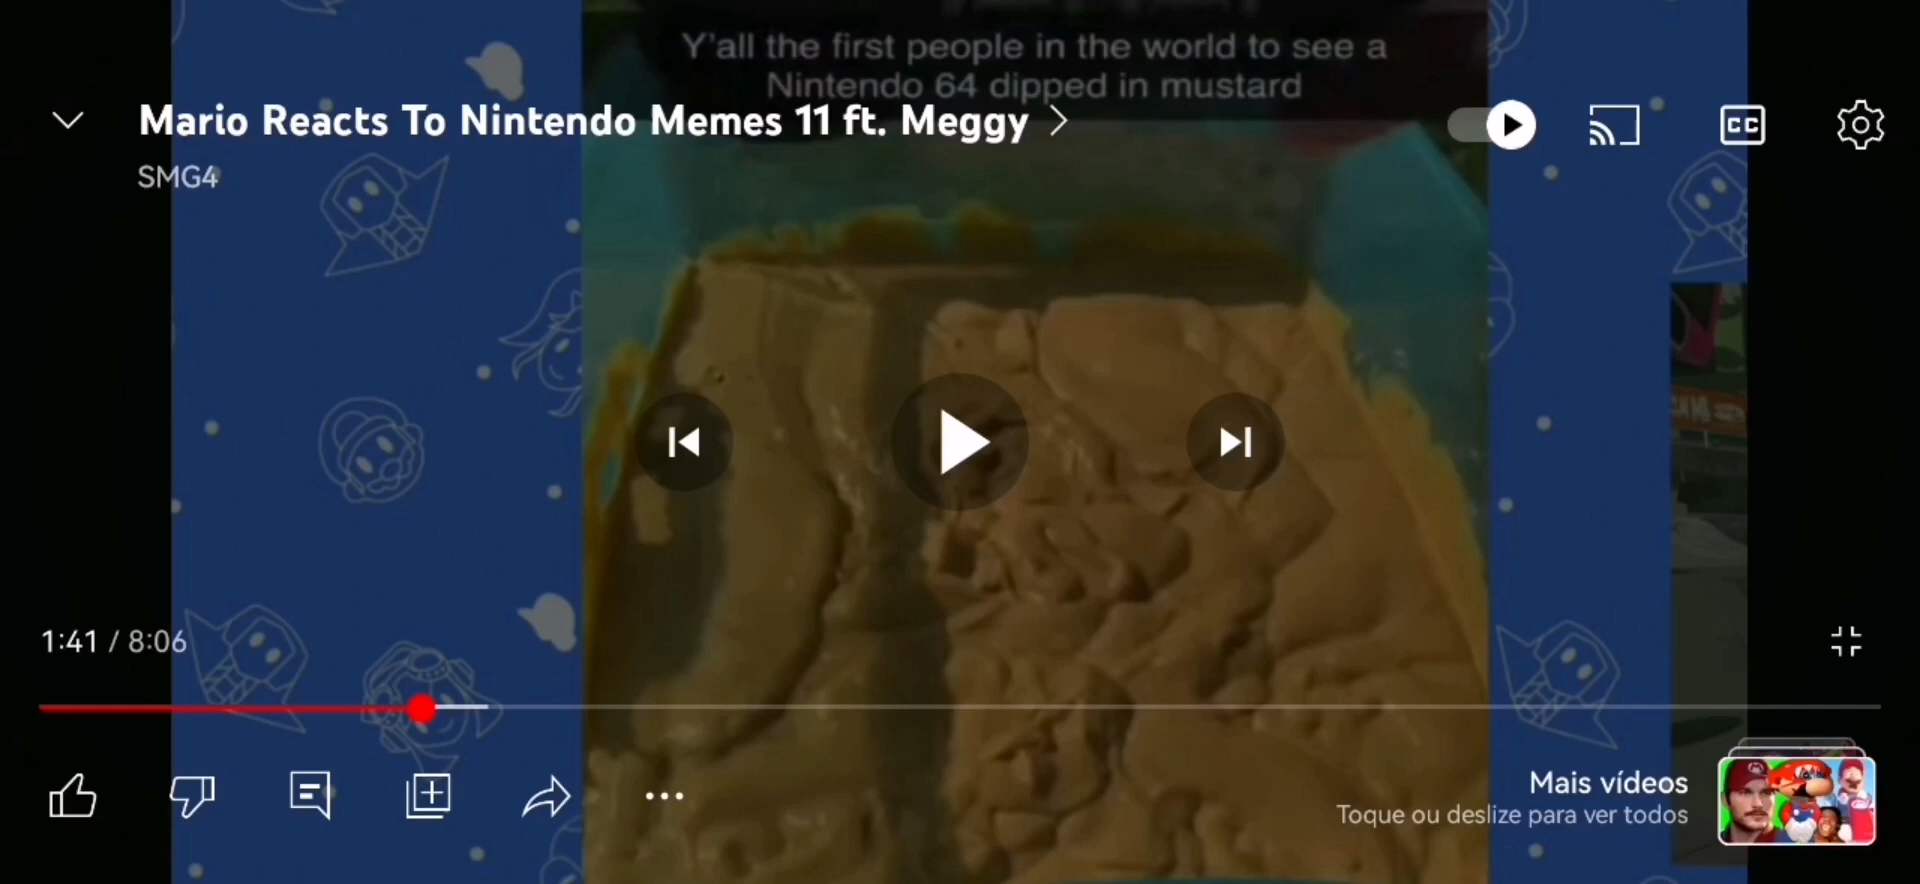 Y'all the first people in the world to see a
Nintendo 64 dipped in mustard
Mario Reacts To Nintendo Memes 11 ft. Meggy
CC
SMG4
1:41 / 8:06
Mais vídeos
Toque ou deslize para ver todos